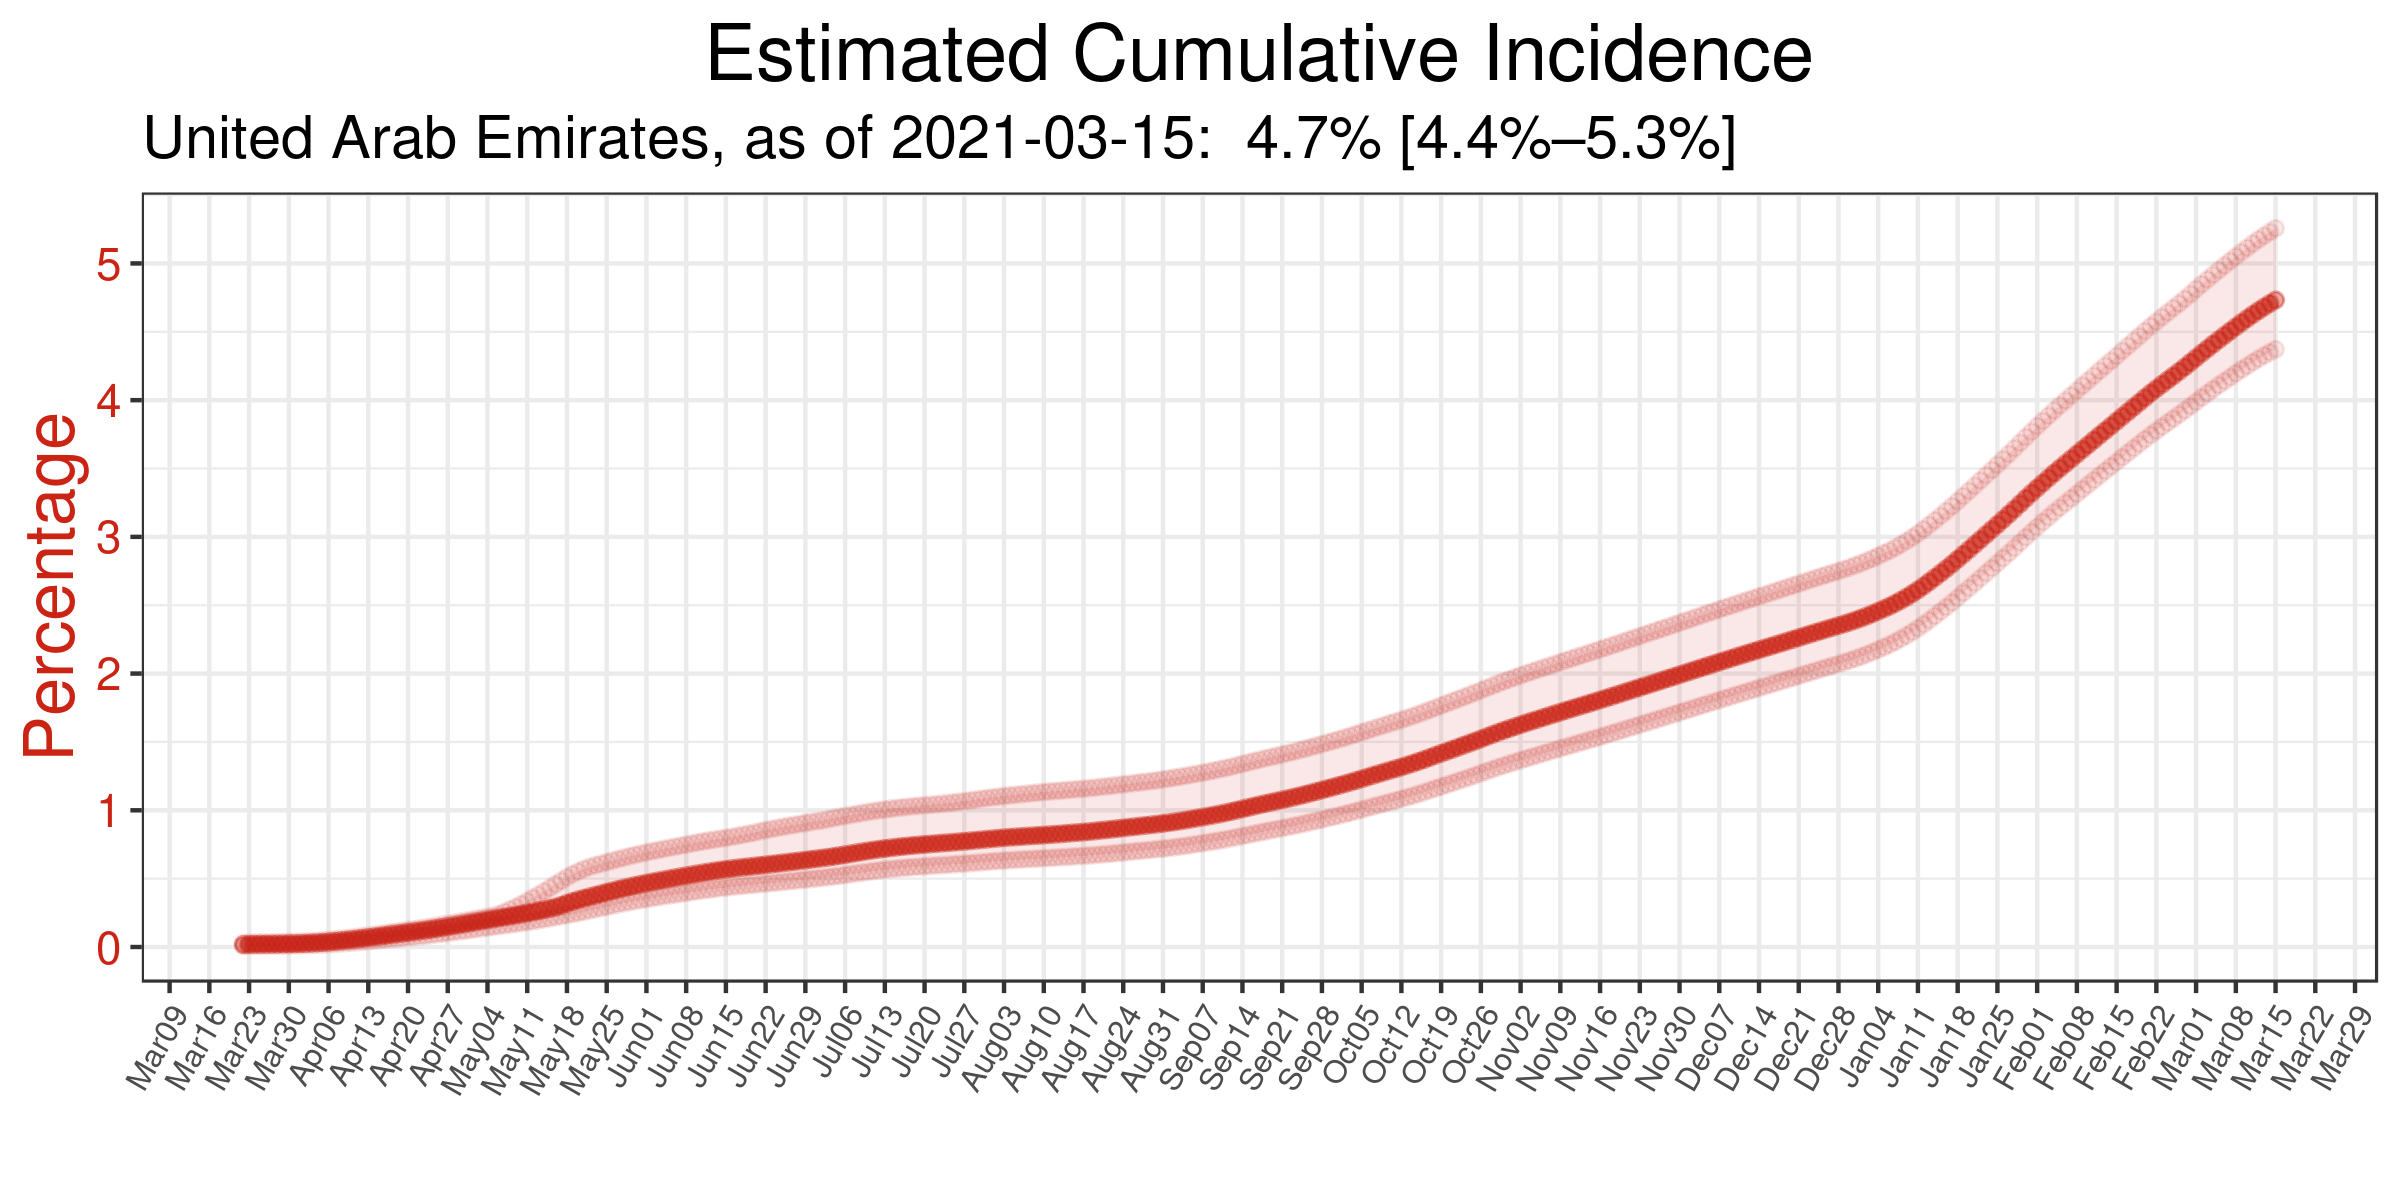 Estimated Cumulative Incidence
United Arab Emirates, as of 2021-03-15:  4.7% [4.4%–5.3%]
Percentage
5
4
3
2
1
0
Mar09
Mar16
Mar23
Mar30
Apr06
Apr13
Apr20
Apr27
May04
May11
May18
May25
Jun01
Jun08
Jun15
Jun22
Jun29
Jul06
Jul13
Jul20
Jul27
Aug03
Aug10
Aug17
Aug24
Aug31
Sep07
Sep14
Sep21
Sep28
Oct05
Oct12
Oct19
Oct26
Nov02
Nov09
Nov16
Nov23
Nov30
Dec07
Dec14
Dec21
Dec28
Jan04
Jan11
Jan18
Jan25
Feb01
Feb08
Feb15
Feb22
Mar01
Mar08
Mar15
Mar22
Mar29